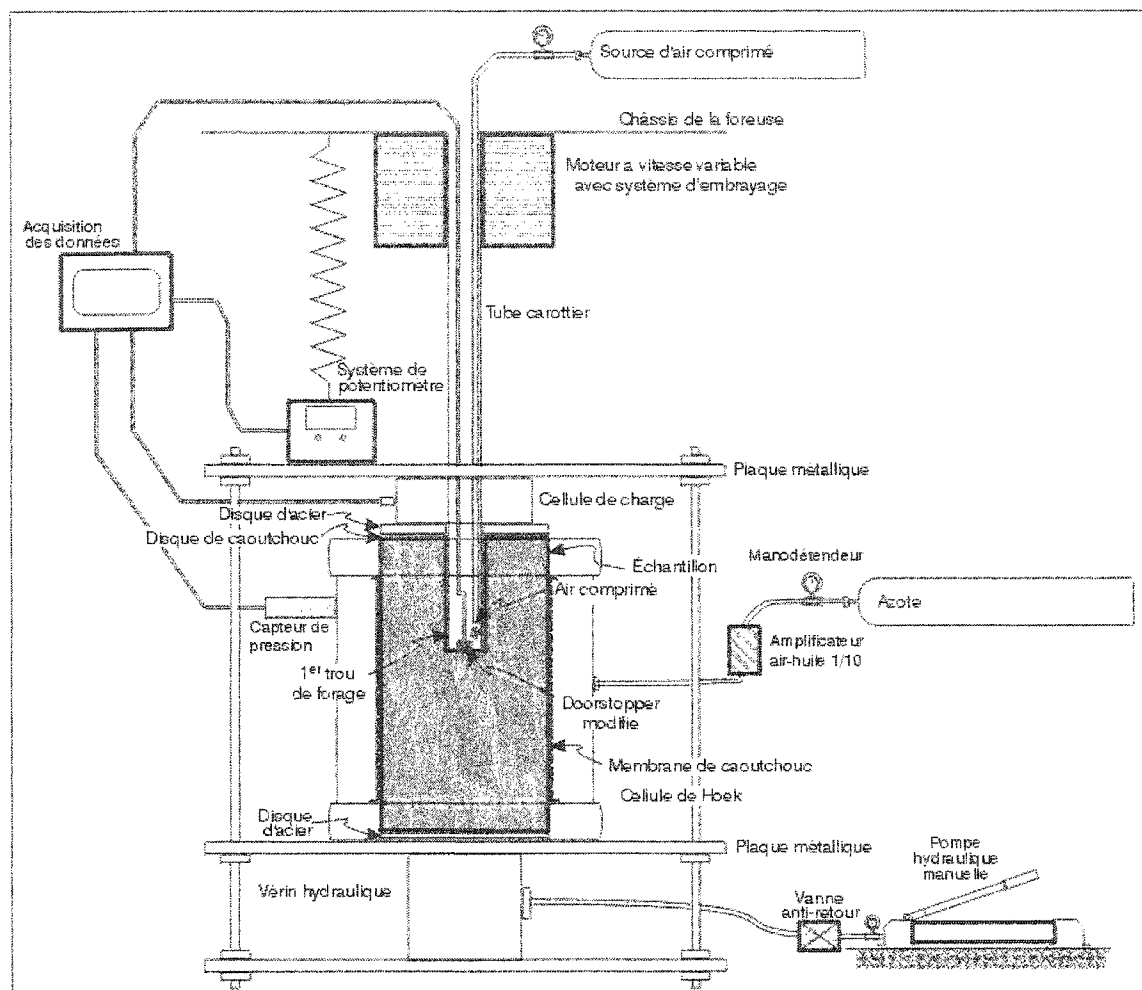 Source d'air comprimé
Châssis de la foreuse
Moteur a vitesse variable
avec système d'embrayage
Acquisition
des données
Tube carottier
Système de
potentiomètre
Plaque métallique
Cellule de charge
Disque d'acier
Disque de caoutchouc
Échantillon
Manodétendeur
Air comprimé
Azote
Capteur de
pression
Amplificateur
air-huile 1/10
1er trou
de forage
Doorstopper
modifie
Membrane de caoutchouc
Cellule de Hoek
Disque
d'acier
Plaque métallique
Pompe
hydraulique
manuelle
Vérin hydraulique
Vanne
anti-retour